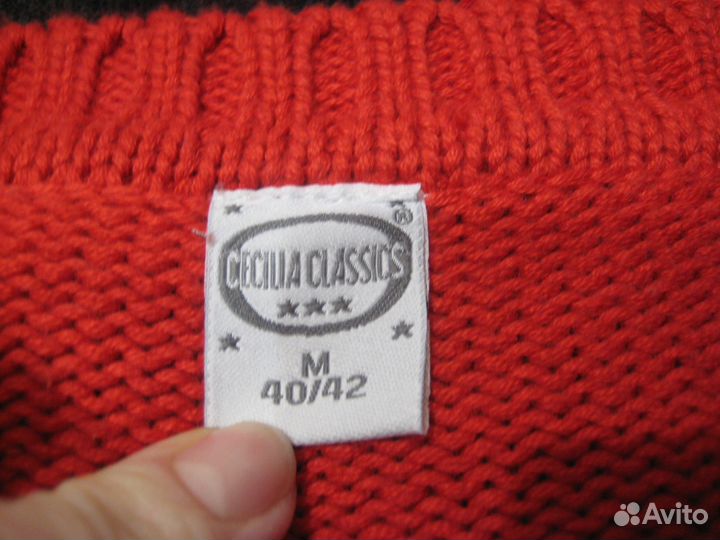 ®
CECILIA CLASSICS
M
40/42
Avito